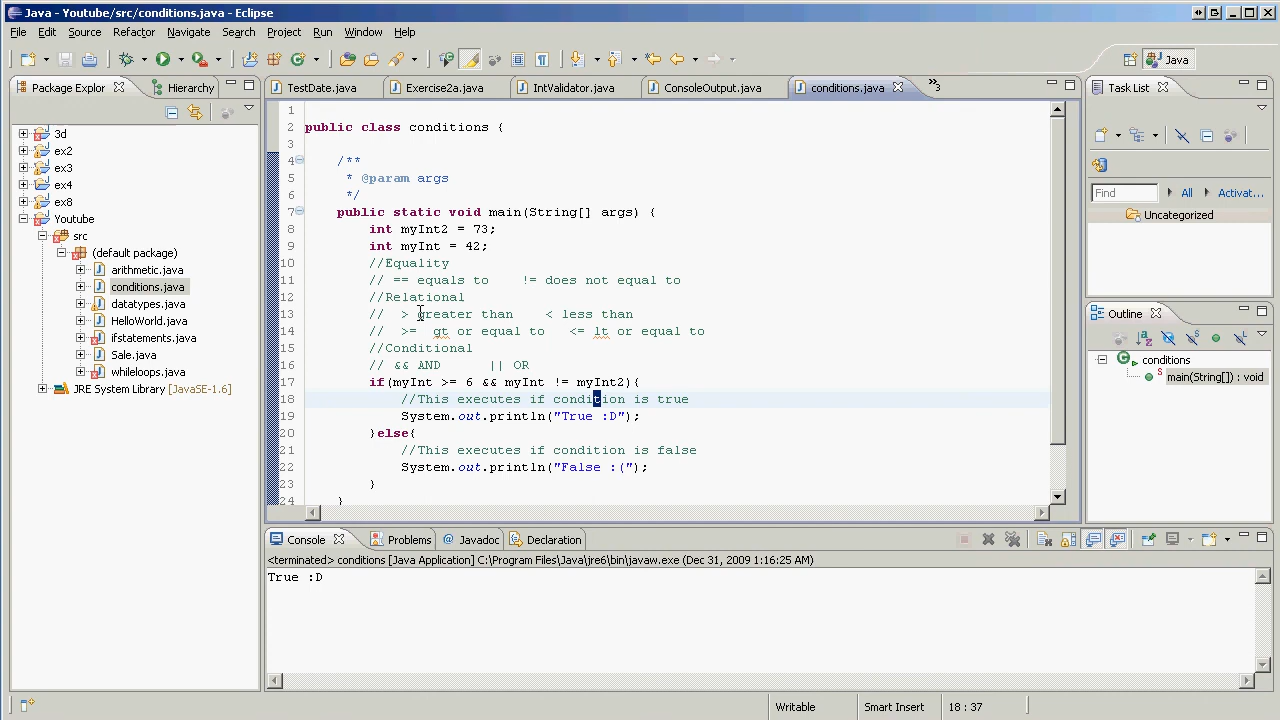 Java - Youtube/src/conditions.java - Eclipse
File Edit Source Refactor Navigate Search Project Run Window Help
Java
Package Explor
Hierarchy
3d
ex2
ex3
ex4
ex8
Youtube
src
(default package)
arithmetic.java
conditions.java
datatypes.java
HelloWorld.java
ifstatements.java
Sale.java
whileloops.java
JRE System Library [JavaSE-1.6]
TestDate.java
Exercise2a.java
IntValidator.java
ConsoleOutput.java
conditions.java
»3
1
2 public class conditions {
3
4 /**
5 * @param args
6 */
7 public static void main(String[] args) {
8 int myInt2 = 73;
9 int myInt = 42;
10 //Equality
11 // == equals to != does not equal to
12 //Relational
13 // > greater than < less than
14 // >= gt or equal to <= lt or equal to
15 //Conditional
16 // && AND || OR
17 if(myInt >= 6 && myInt != myInt2){
18 //This executes if condition is true
19 System.out.println("True :D");
20 }else{
21 //This executes if condition is false
22 System.out.println("False :(");
23 }
24 }
Task List
Find
All
Activat...
Uncategorized
Outline
conditions
main(String[]) : void
Console
Problems
Javadoc
Declaration
<terminated> conditions [Java Application] C:\Program Files\Java\jre6\bin\javaw.exe (Dec 31, 2009 1:16:25 AM)
True :D
Writable
Smart Insert
18 : 37